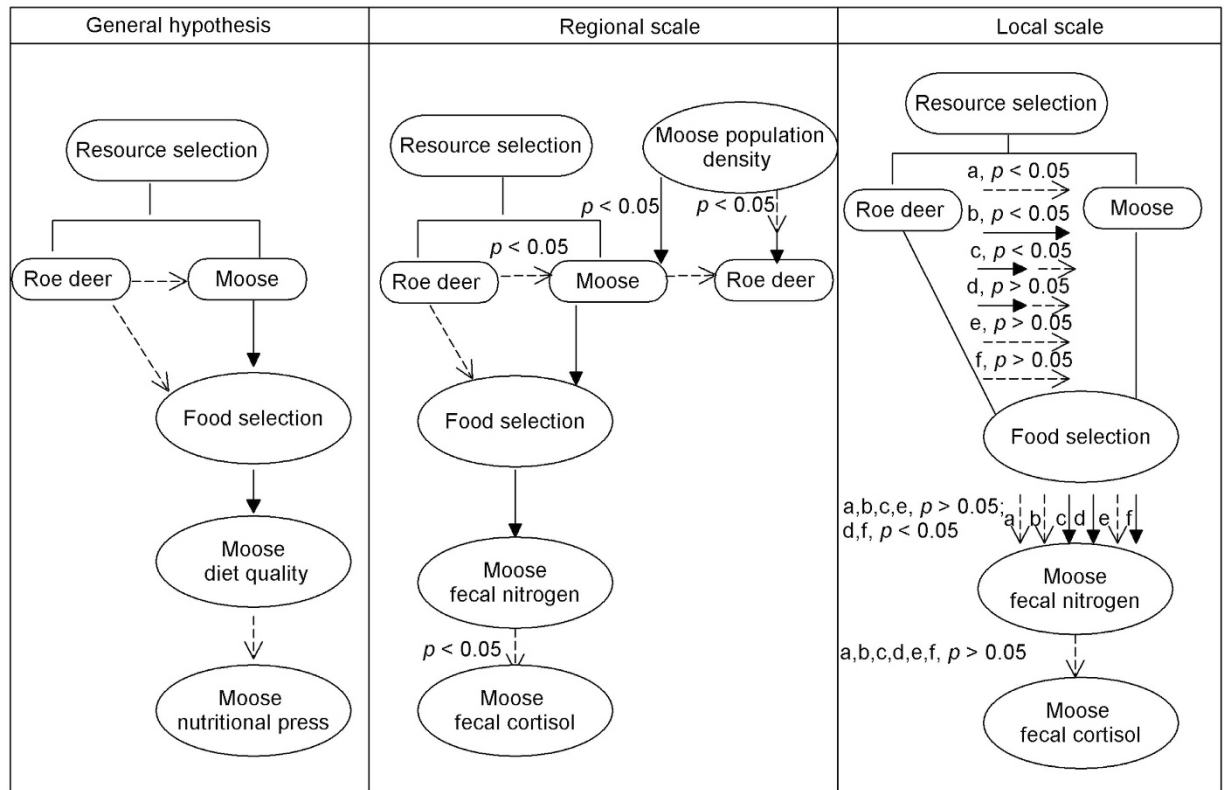 General hypothesis
Resource selection
Roe deer
Moose
Food selection
Moose
diet quality
Moose
nutritional press
Regional scale
Resource selection
Moose population
density
p < 0.05
p < 0.05
p < 0.05
Roe deer
Moose
Roe deer
Food selection
Moose
fecal nitrogen
p < 0.05
Moose
fecal cortisol
Local scale
Resource selection
Roe deer
Moose
a, p < 0.05
b, p < 0.05
c, p < 0.05
d, p > 0.05
e, p > 0.05
f, p > 0.05
Food selection
a,b,c,e, p > 0.05;
d,f, p < 0.05
a b c d e f
Moose
fecal nitrogen
a,b,c,d,e,f, p > 0.05
Moose
fecal cortisol